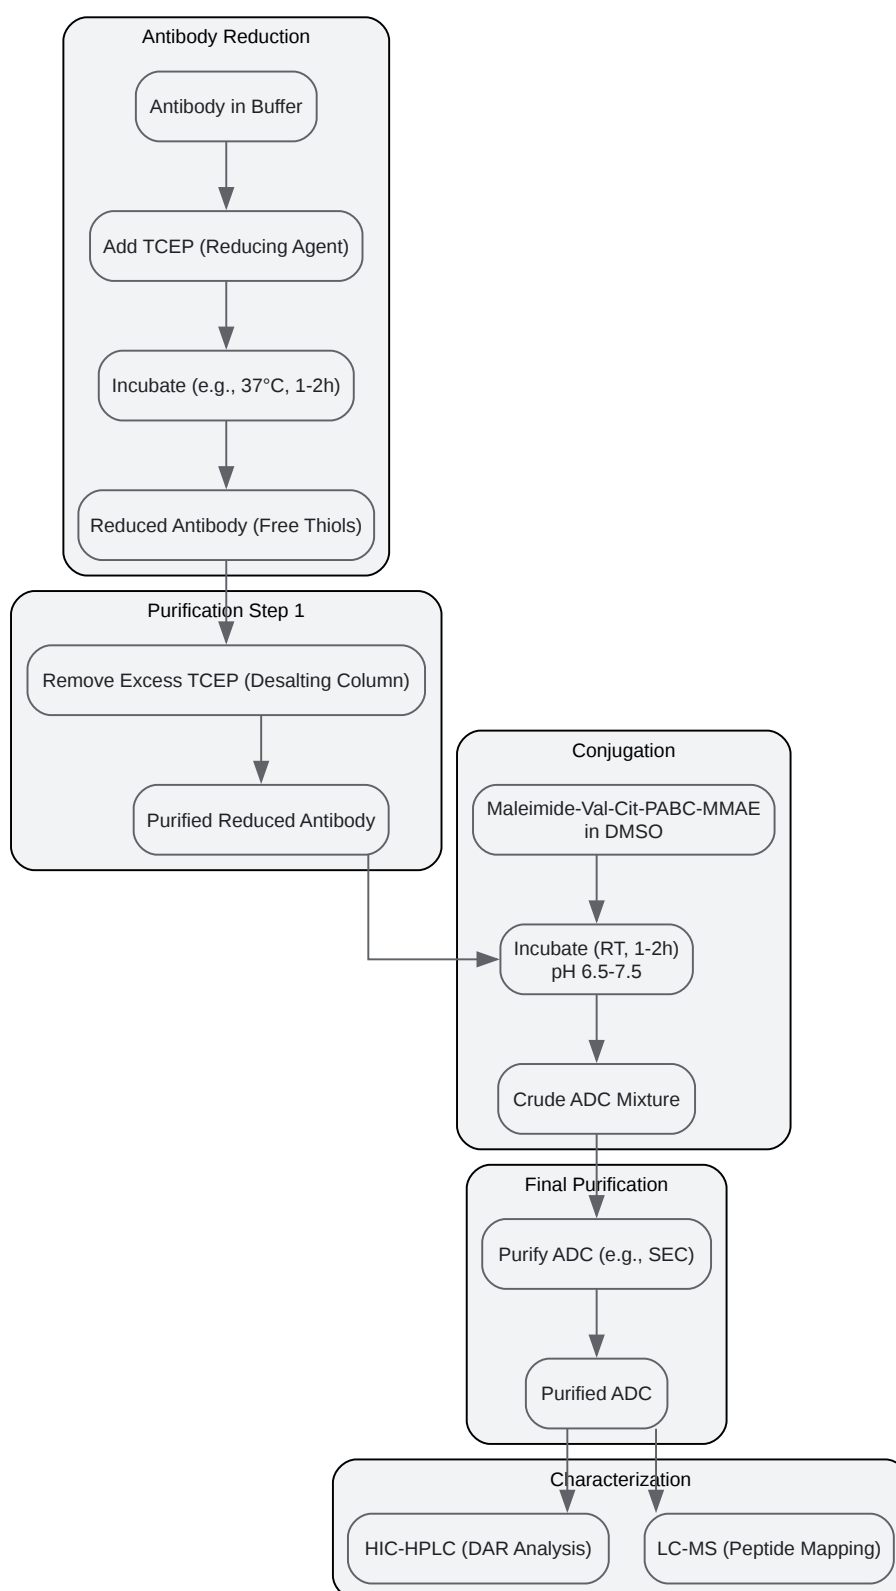 Antibody Reduction
Antibody in Buffer
Add TCEP (Reducing Agent)
Incubate (e.g., 37°C, 1-2h)
Reduced Antibody (Free Thiols)
Purification Step 1
Remove Excess TCEP (Desalting Column)
Purified Reduced Antibody
Conjugation
Maleimide-Val-Cit-PABC-MMAE
in DMSO
Incubate (RT, 1-2h)
pH 6.5-7.5
Crude ADC Mixture
Final Purification
Purify ADC (e.g., SEC)
Purified ADC
Characterization
HIC-HPLC (DAR Analysis)
LC-MS (Peptide Mapping)